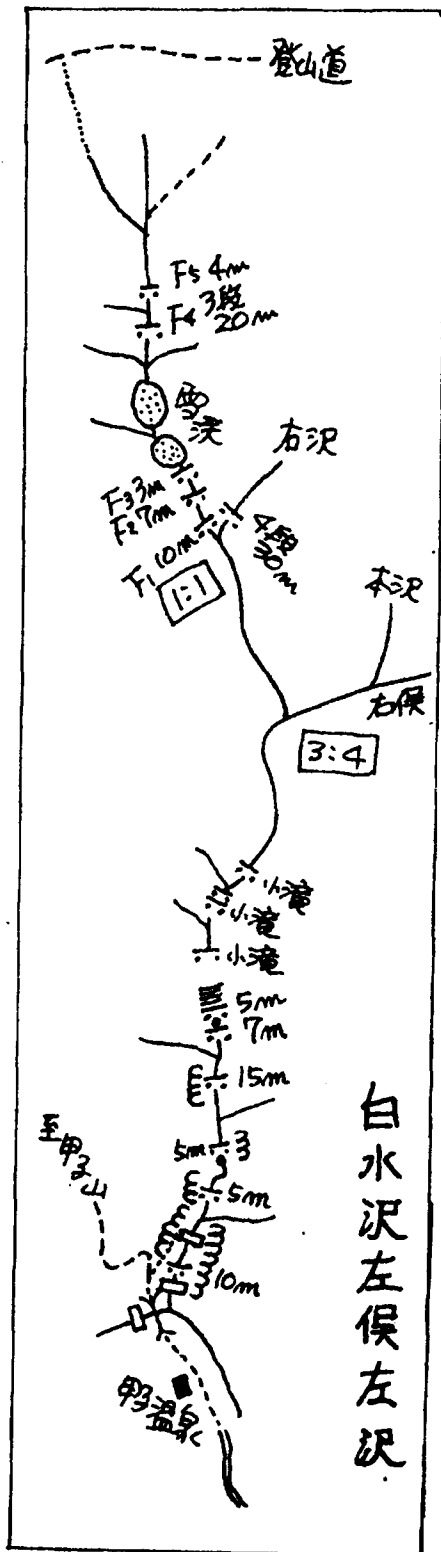 登山道
F5 4m
F4 3段
20m
雪
渓
右沢
F3 3m
F2 7m
F1 10m
4段
30m
1:1
本沢
右俣
3:4
小滝
小滝
小滝
5m
7m
15m
5m
5m
10m
至甲子山
甲子温泉
白水沢左俣左沢